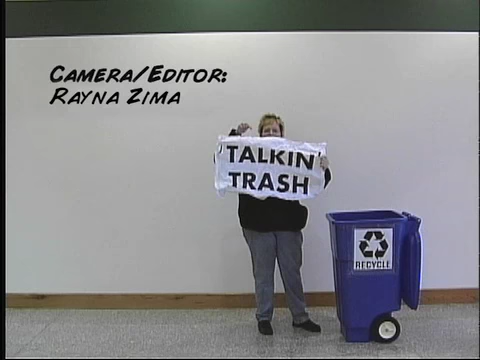 CAMERA/EDITOR:
RAYNA ZIMA
TALKIN'
TRASH
RECYCLE